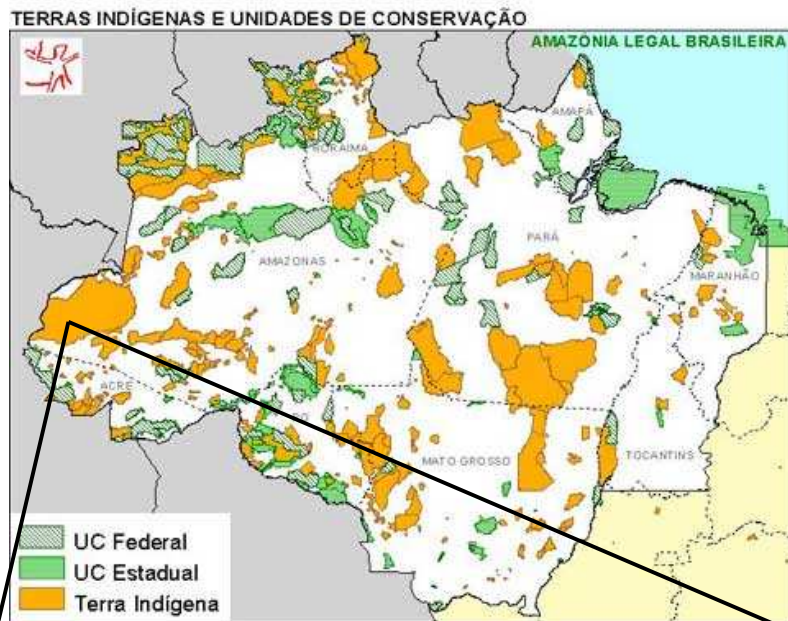 TERRAS INDÍGENAS E UNIDADES DE CONSERVAÇÃO
AMAZÔNIA LEGAL BRASILEIRA
AMAPÁ
RORAIMA
PARÁ
AMAZONAS
MARANHÃO
ACRE
MATO GROSSO
TOCANTINS
UC Federal
UC Estadual
Terra Indígena